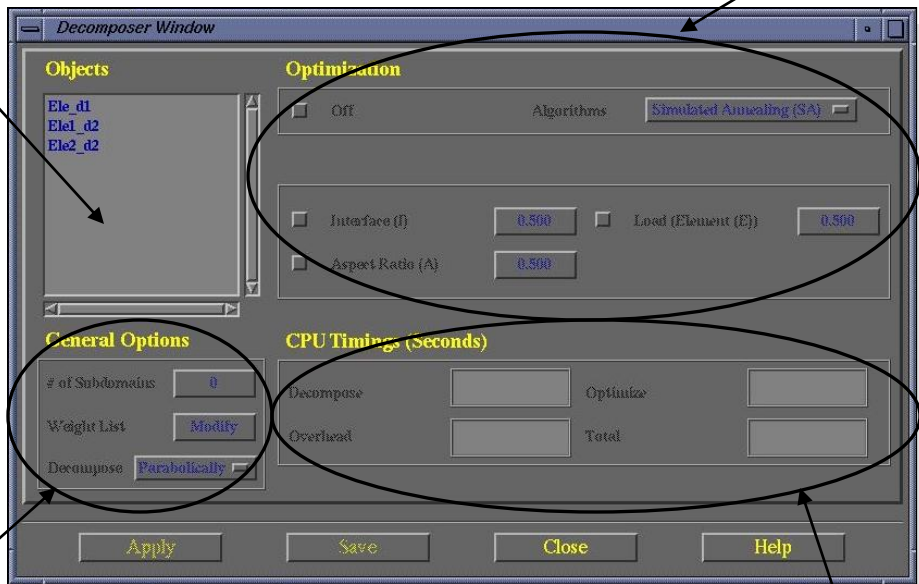 Decomposer Window
Objects
Ele_d1
Ele1_d2
Ele2_d2
Optimization
Off Algorithms Simulated Annealing (SA)
Interface (I) 0.500 Load (Element (E)) 0.500
Aspect Ratio (A) 0.500
General Options
# of Subdomains 0
Weight List Modify
Decompose Parabolically
CPU Timings (Seconds)
Decompose Optimize
Overhead Total
Apply Save Close Help